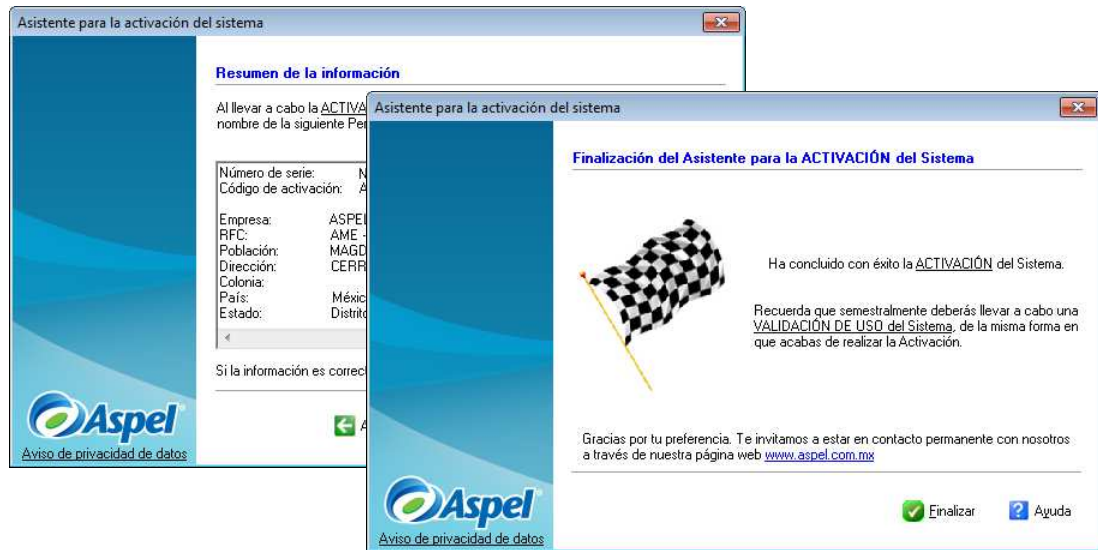 Asistente para la activación del sistema
Resumen de la información
Al llevar a cabo la ACTIVA
nombre de la siguiente Per
Número de serie: N
Código de activación: A
Empresa: ASPEL
RFC: AME -
Población: MAGD
Dirección: CERR
Colonia:
País: Méxic
Estado: Distrito
Si la información es correct
A
Aspel
Aviso de privacidad de datos
Asistente para la activación del sistema
Finalización del Asistente para la ACTIVACIÓN del Sistema
Ha concluido con éxito la ACTIVACIÓN del Sistema.
Recuerda que semestralmente deberás llevar a cabo una
VALIDACIÓN DE USO del Sistema, de la misma forma en
que acabas de realizar la Activación.
Gracias por tu preferencia. Te invitamos a estar en contacto permanente con nosotros
a través de nuestra página web www.aspel.com.mx
Finalizar Ayuda
Aspel
Aviso de privacidad de datos